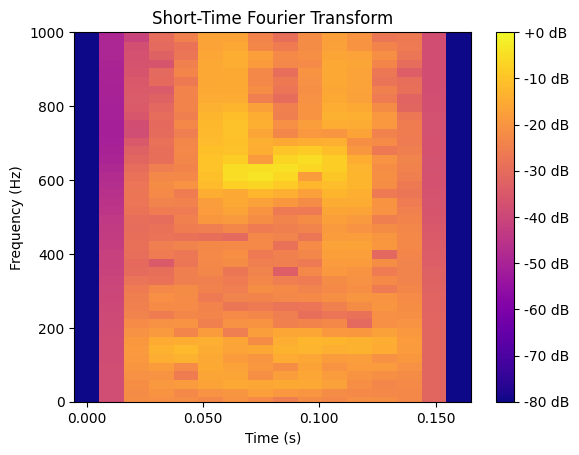 Short-Time Fourier Transform
1000
800
600
400
200
0
Frequency (Hz)
0.000
0.050
0.100
0.150
Time (s)
+0 dB
-10 dB
-20 dB
-30 dB
-40 dB
-50 dB
-60 dB
-70 dB
-80 dB